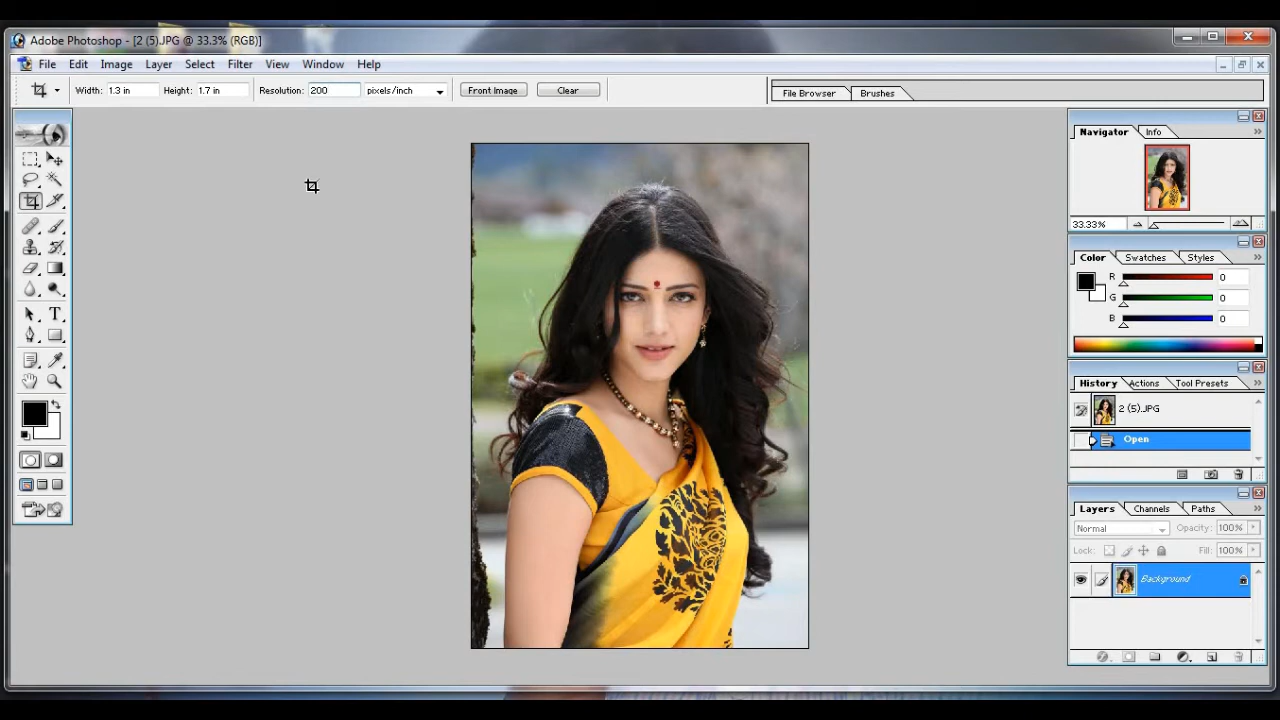 Adobe Photoshop - [2 (5).JPG @ 33.3% (RGB)]
File Edit Image Layer Select Filter View Window Help
Width: 1.3 in Height: 1.7 in Resolution: 200 pixels/inch Front Image Clear File Browser Brushes
Navigator Info
33.33%
Color Swatches Styles
R 0
G 0
B 0
History Actions Tool Presets
2 (5).JPG
Open
Layers Channels Paths
Normal Opacity: 100%
Lock: Fill: 100%
Background
T